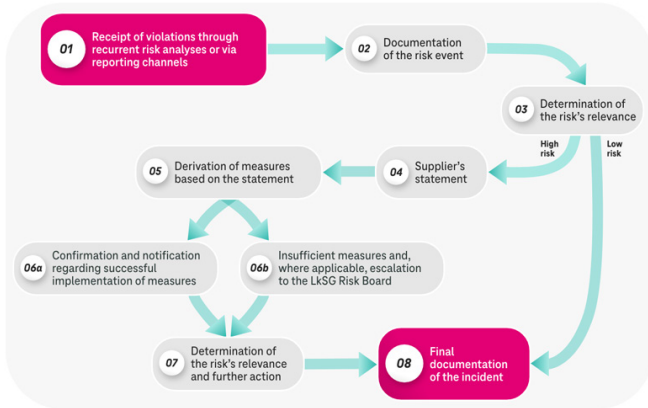 01
Receipt of violations through
recurrent risk analyses or via
reporting channels
02
Documentation
of the risk event
03
Determination of
the risk's relevance
High
risk
Low
risk
04
Supplier's
statement
05
Derivation of measures
based on the statement
06a
Confirmation and notification
regarding successful
implementation of measures
06b
Insufficient measures and,
where applicable, escalation
to the LkSG Risk Board
07
Determination of
the risk's relevance
and further action
08
Final
documentation
of the incident